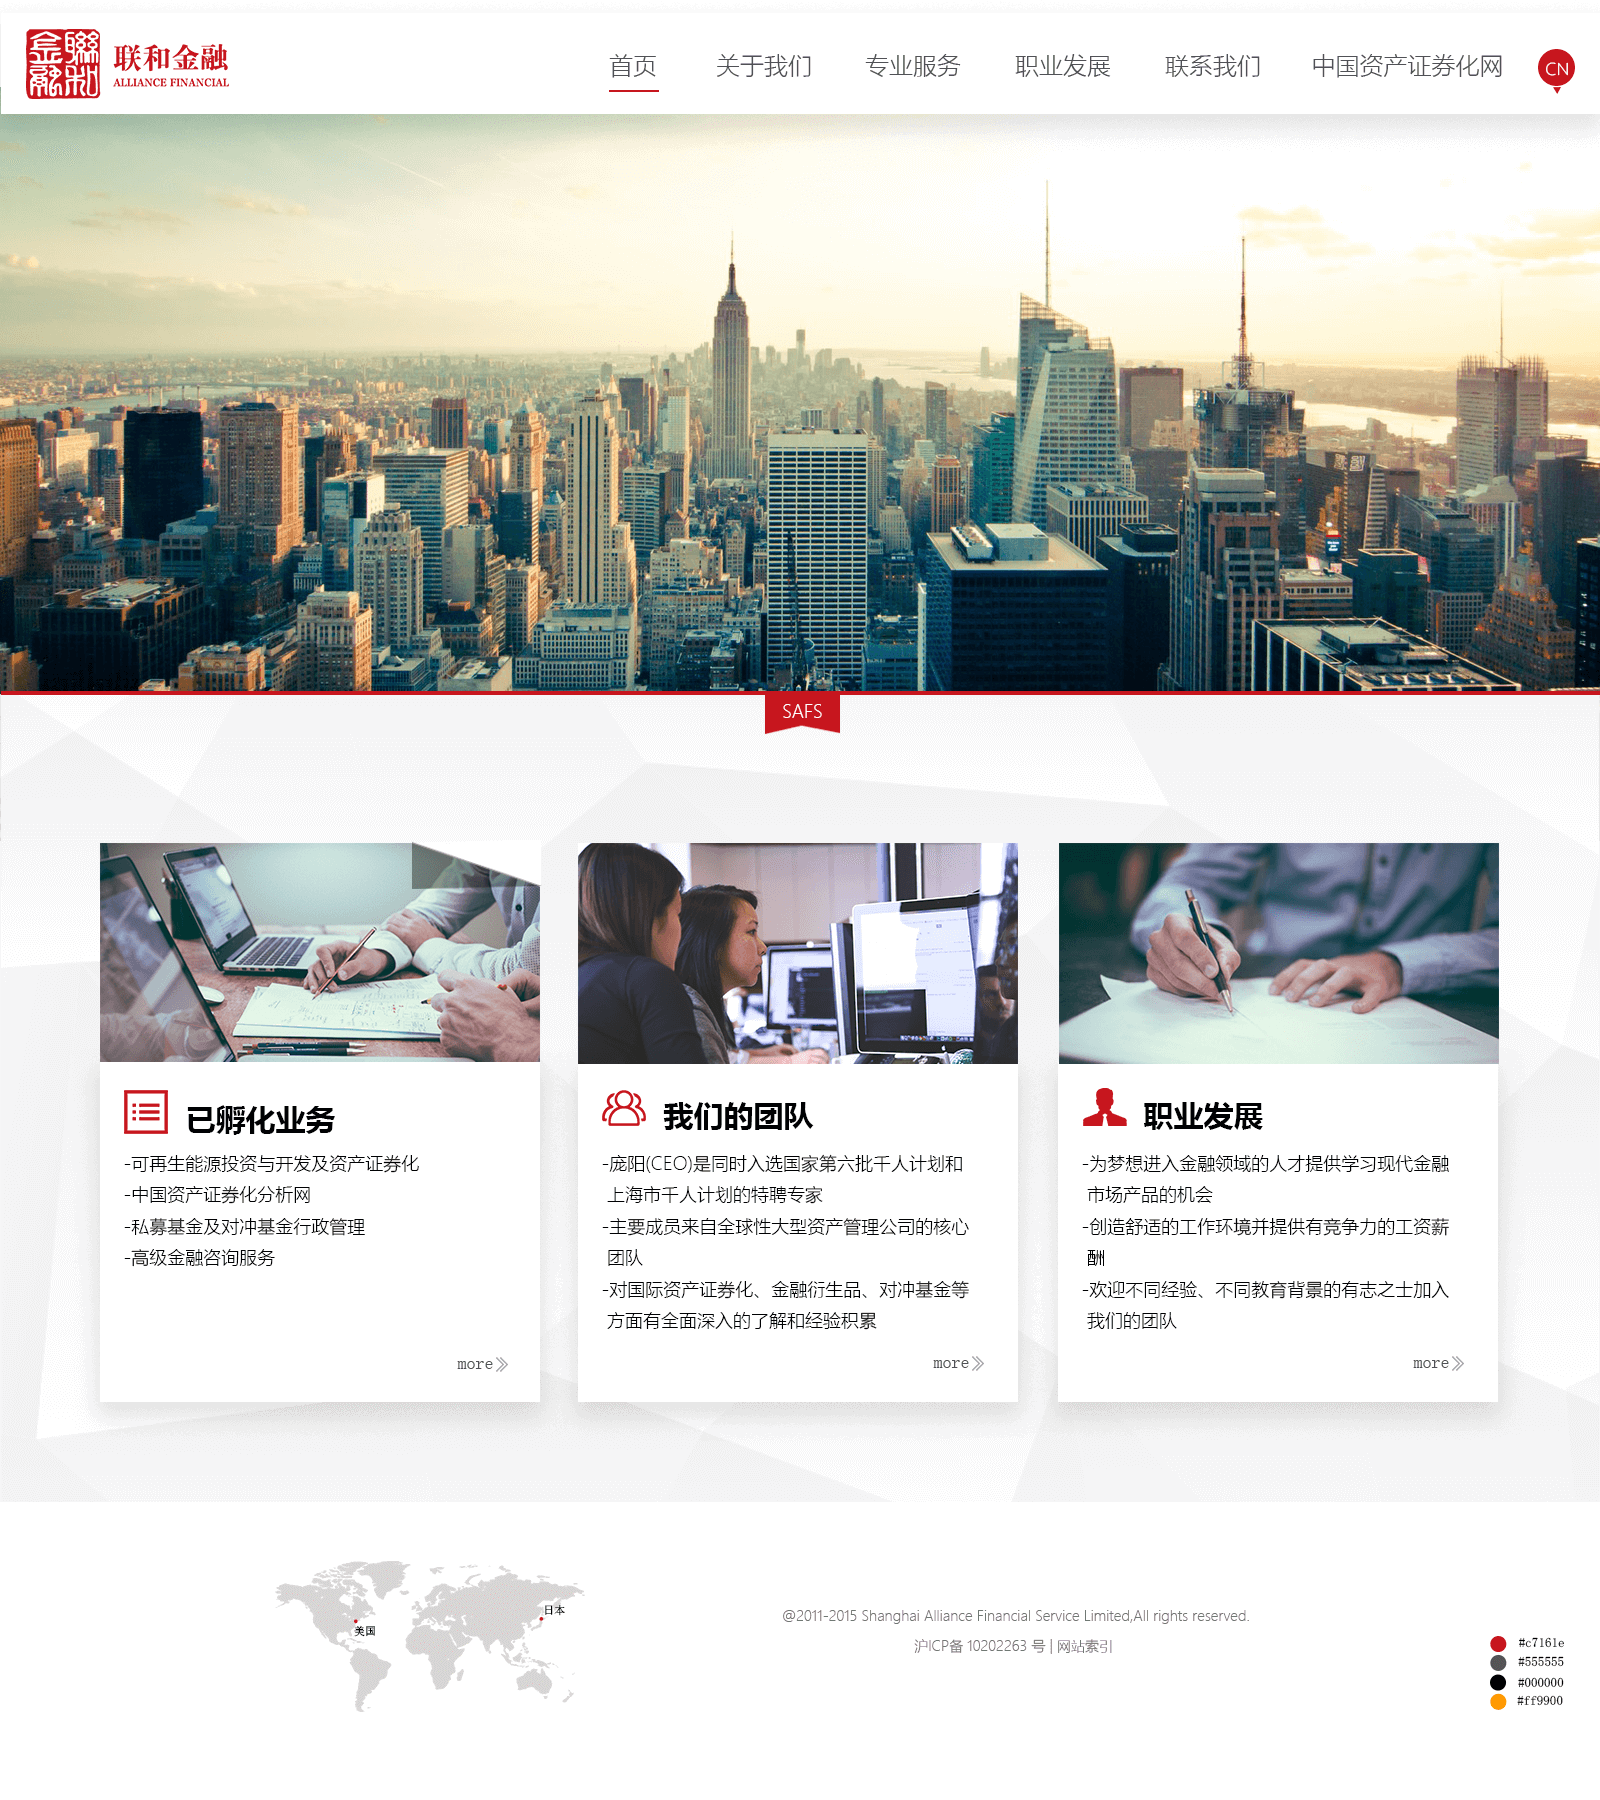 聯和金融
联和金融
ALLIANCE FINANCIAL
首页
关于我们
专业服务
职业发展
联系我们
中国资产证券化网
CN
SAFS
已孵化业务
-可再生能源投资与开发及资产证券化
-中国资产证券化分析网
-私募基金及对冲基金行政管理
-高级金融咨询服务
more
我们的团队
-庞阳(CEO)是同时入选国家第六批千人计划和
上海市千人计划的特聘专家
-主要成员来自全球性大型资产管理公司的核心
团队
-对国际资产证券化、金融衍生品、对冲基金等
方面有全面深入的了解和经验积累
more
职业发展
-为梦想进入金融领域的人才提供学习现代金融
市场产品的机会
-创造舒适的工作环境并提供有竞争力的工资薪
酬
-欢迎不同经验、不同教育背景的有志之士加入
我们的团队
more
美国
日本
@2011-2015 Shanghai Alliance Financial Service Limited,All rights reserved.
沪ICP备 10202263 号 | 网站索引
#c7161e
#555555
#000000
#ff9900